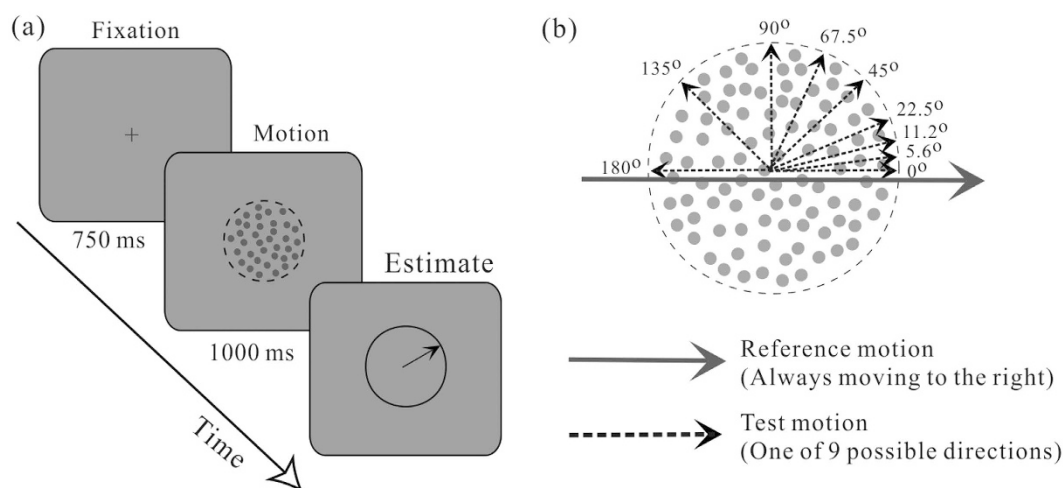 (a)
Fixation
750 ms
Motion
1000 ms
Estimate
Time
(b)
90°
67.5°
135°
45°
22.5°
11.2°
5.6°
180°
0°
Reference motion
(Always moving to the right)
Test motion
(One of 9 possible directions)